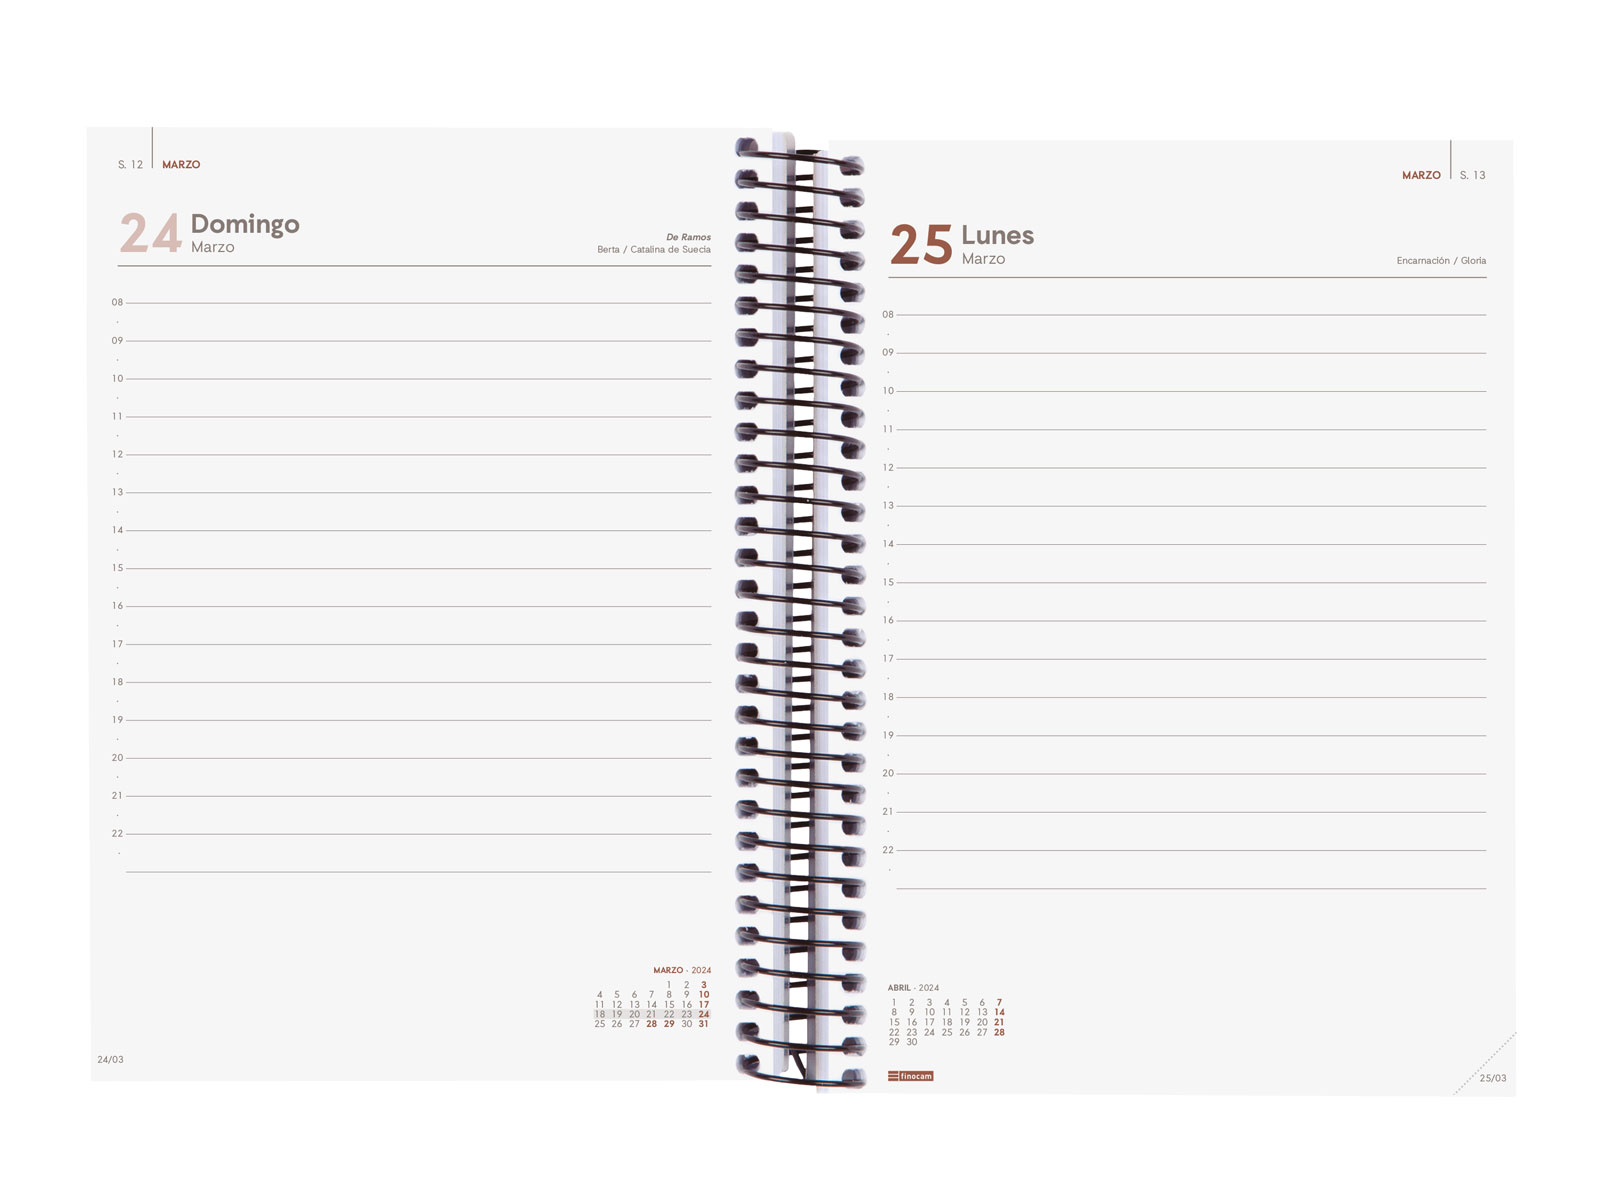 S. 12 MARZO
24 Domingo
Marzo
De Ramos
Berta / Catalina de Suecia
08
09
10
11
12
13
14
15
16
17
18
19
20
21
22
MARZO - 2024
1 2 3
4 5 6 7 8 9 10
11 12 13 14 15 16 17
18 19 20 21 22 23 24
25 26 27 28 29 30 31
24/03
MARZO S. 13
25 Lunes
Marzo
Encarnación / Gloria
08
09
10
11
12
13
14
15
16
17
18
19
20
21
22
ABRIL - 2024
1 2 3 4 5 6 7
8 9 10 11 12 13 14
15 16 17 18 19 20 21
22 23 24 25 26 27 28
29 30
finocam
25/03